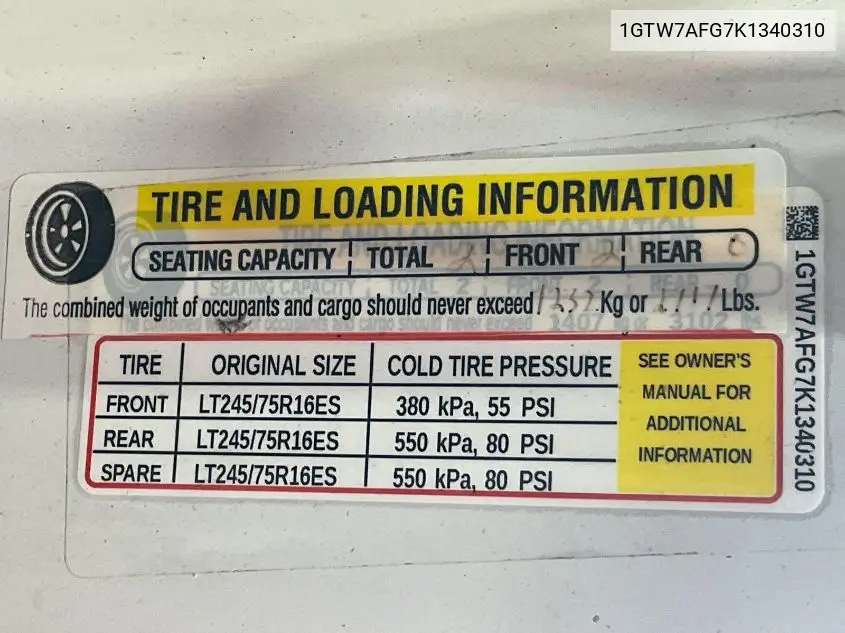 1GTW7AFG7K1340310
TIRE AND LOADING INFORMATION
SEATING CAPACITY TOTAL 2 FRONT 2 REAR 0
The combined weight of occupants and cargo should never exceed Kg or Lbs.
TIRE ORIGINAL SIZE COLD TIRE PRESSURE
FRONT LT245/75R16ES 380 kPa, 55 PSI
REAR LT245/75R16ES 550 kPa, 80 PSI
SPARE LT245/75R16ES 550 kPa, 80 PSI
SEE OWNER'S
MANUAL FOR
ADDITIONAL
INFORMATION
1GTW7AFG7K1340310